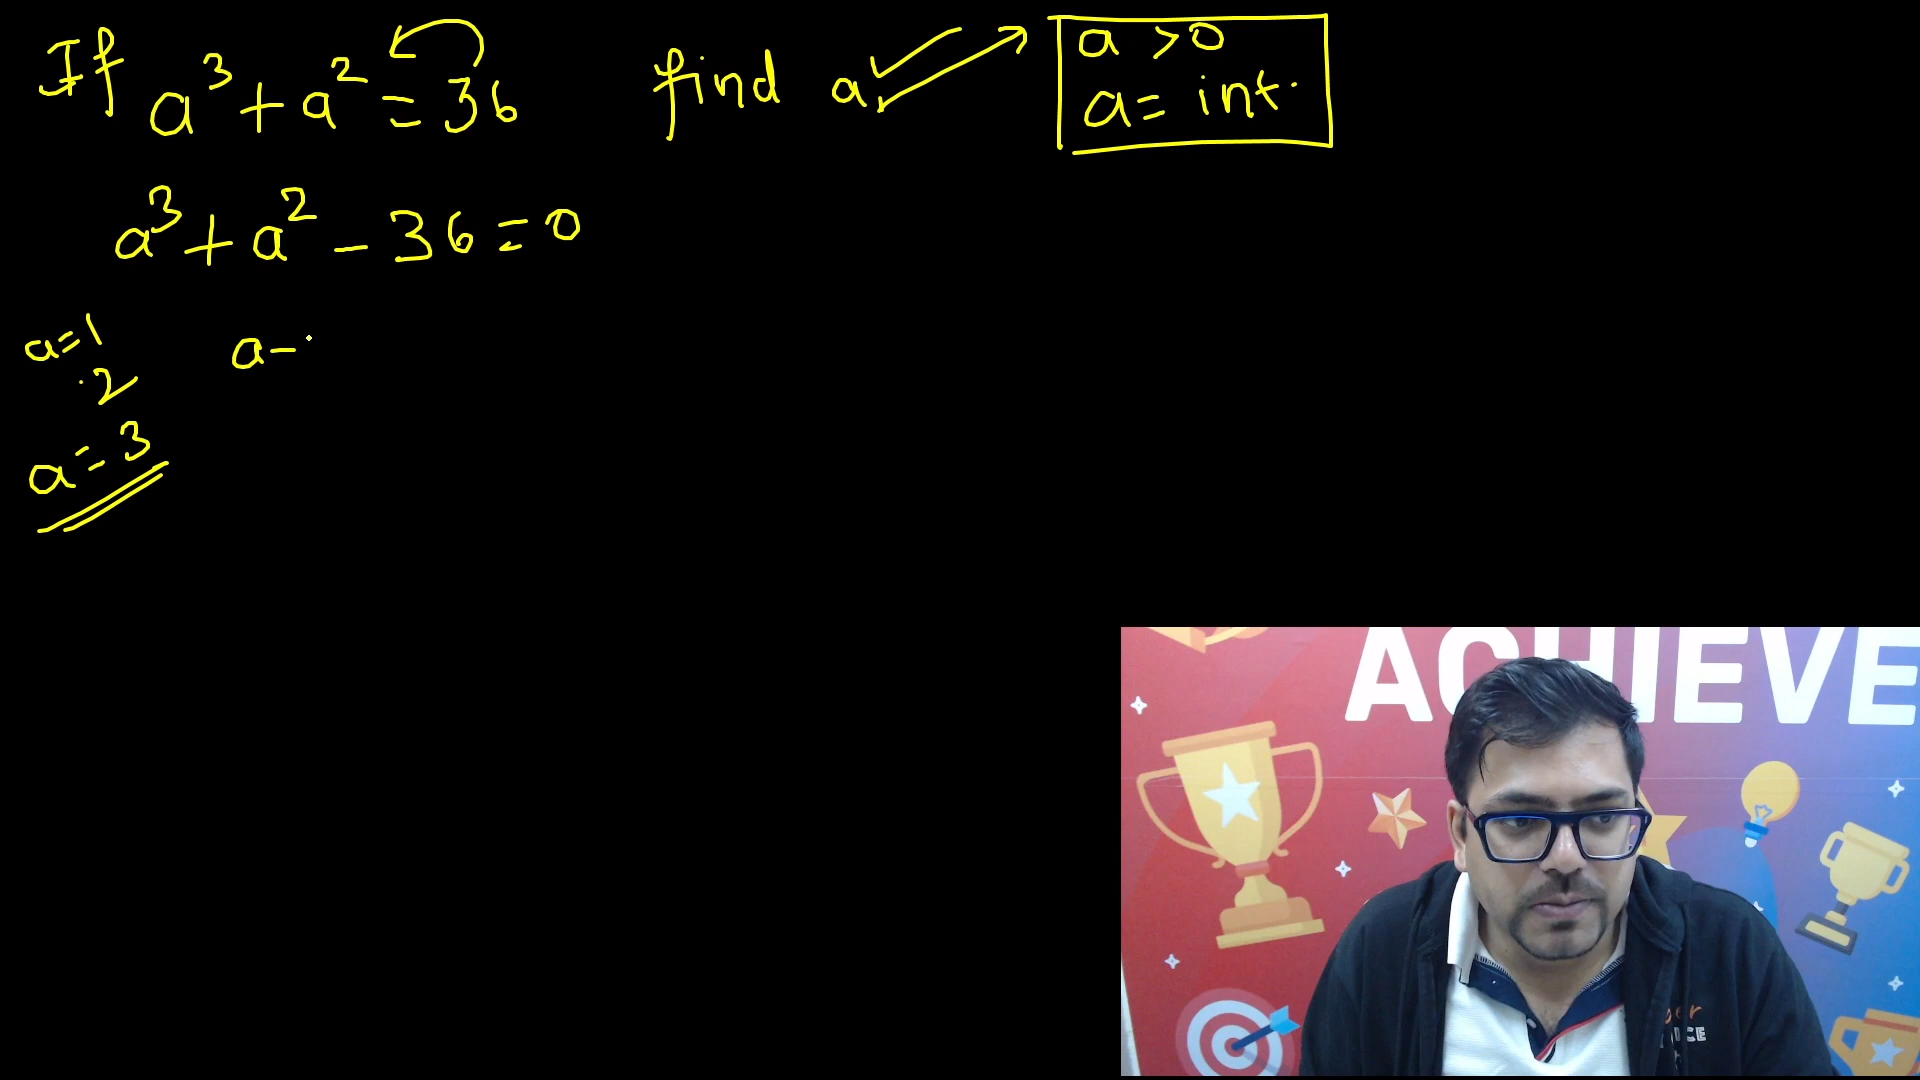 If a³ + a² = 36 find a.
a > 0
a = int.
a³ + a² - 36 = 0
a = 1
2
a = 3
a -
ACHIEVE